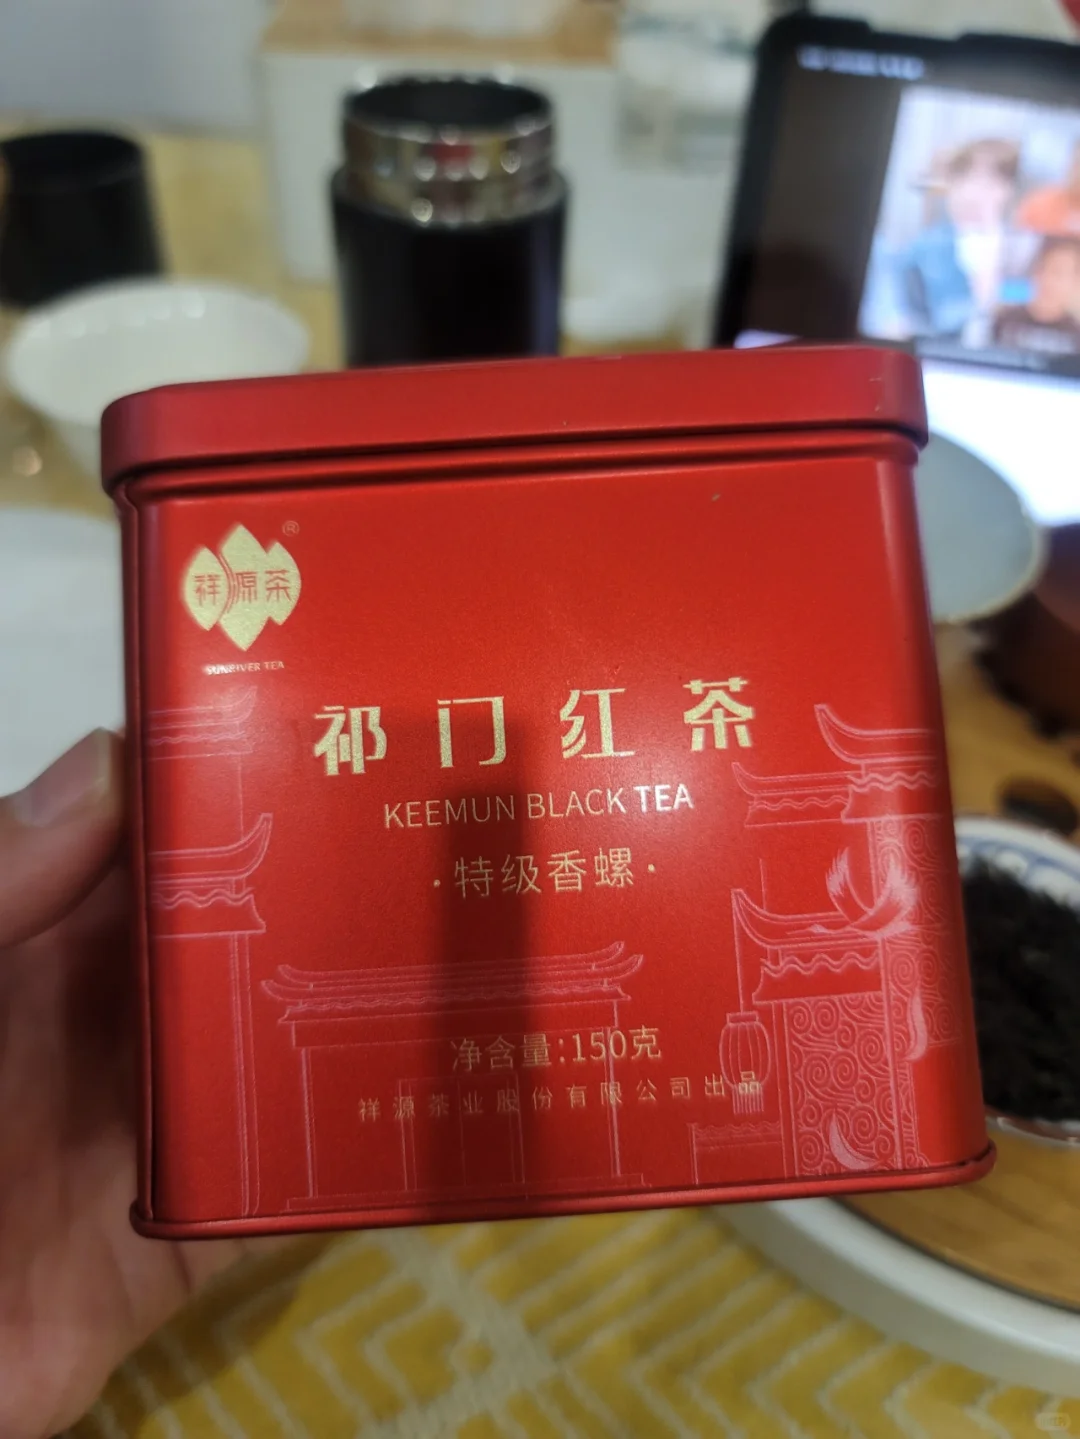 祥源茶
®
SUNRIVER TEA
祁门红茶
KEEMUN BLACK TEA
·特级香螺·
净含量:150克
祥源茶业股份有限公司出品